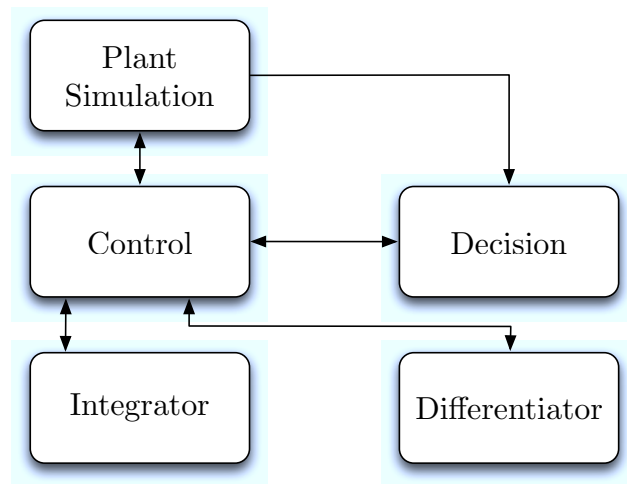 Plant
Simulation
Control
Decision
Integrator
Differentiator